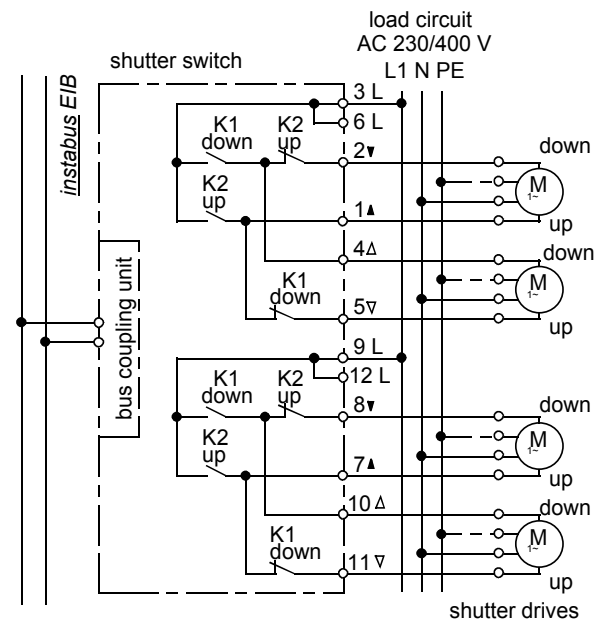 load circuit
AC 230/400 V
shutter switch
L1 N PE
instabus EIB
3 L
6 L
K1
down
K2
up
2▼
down
M
1~
K2
up
1▲
up
4△
down
K1
down
M
1~
5▽
up
bus coupling unit
9 L
12 L
K1
down
K2
up
8▼
down
M
1~
K2
up
7▲
up
10 △
down
K1
down
M
1~
11 ▽
up
shutter drives